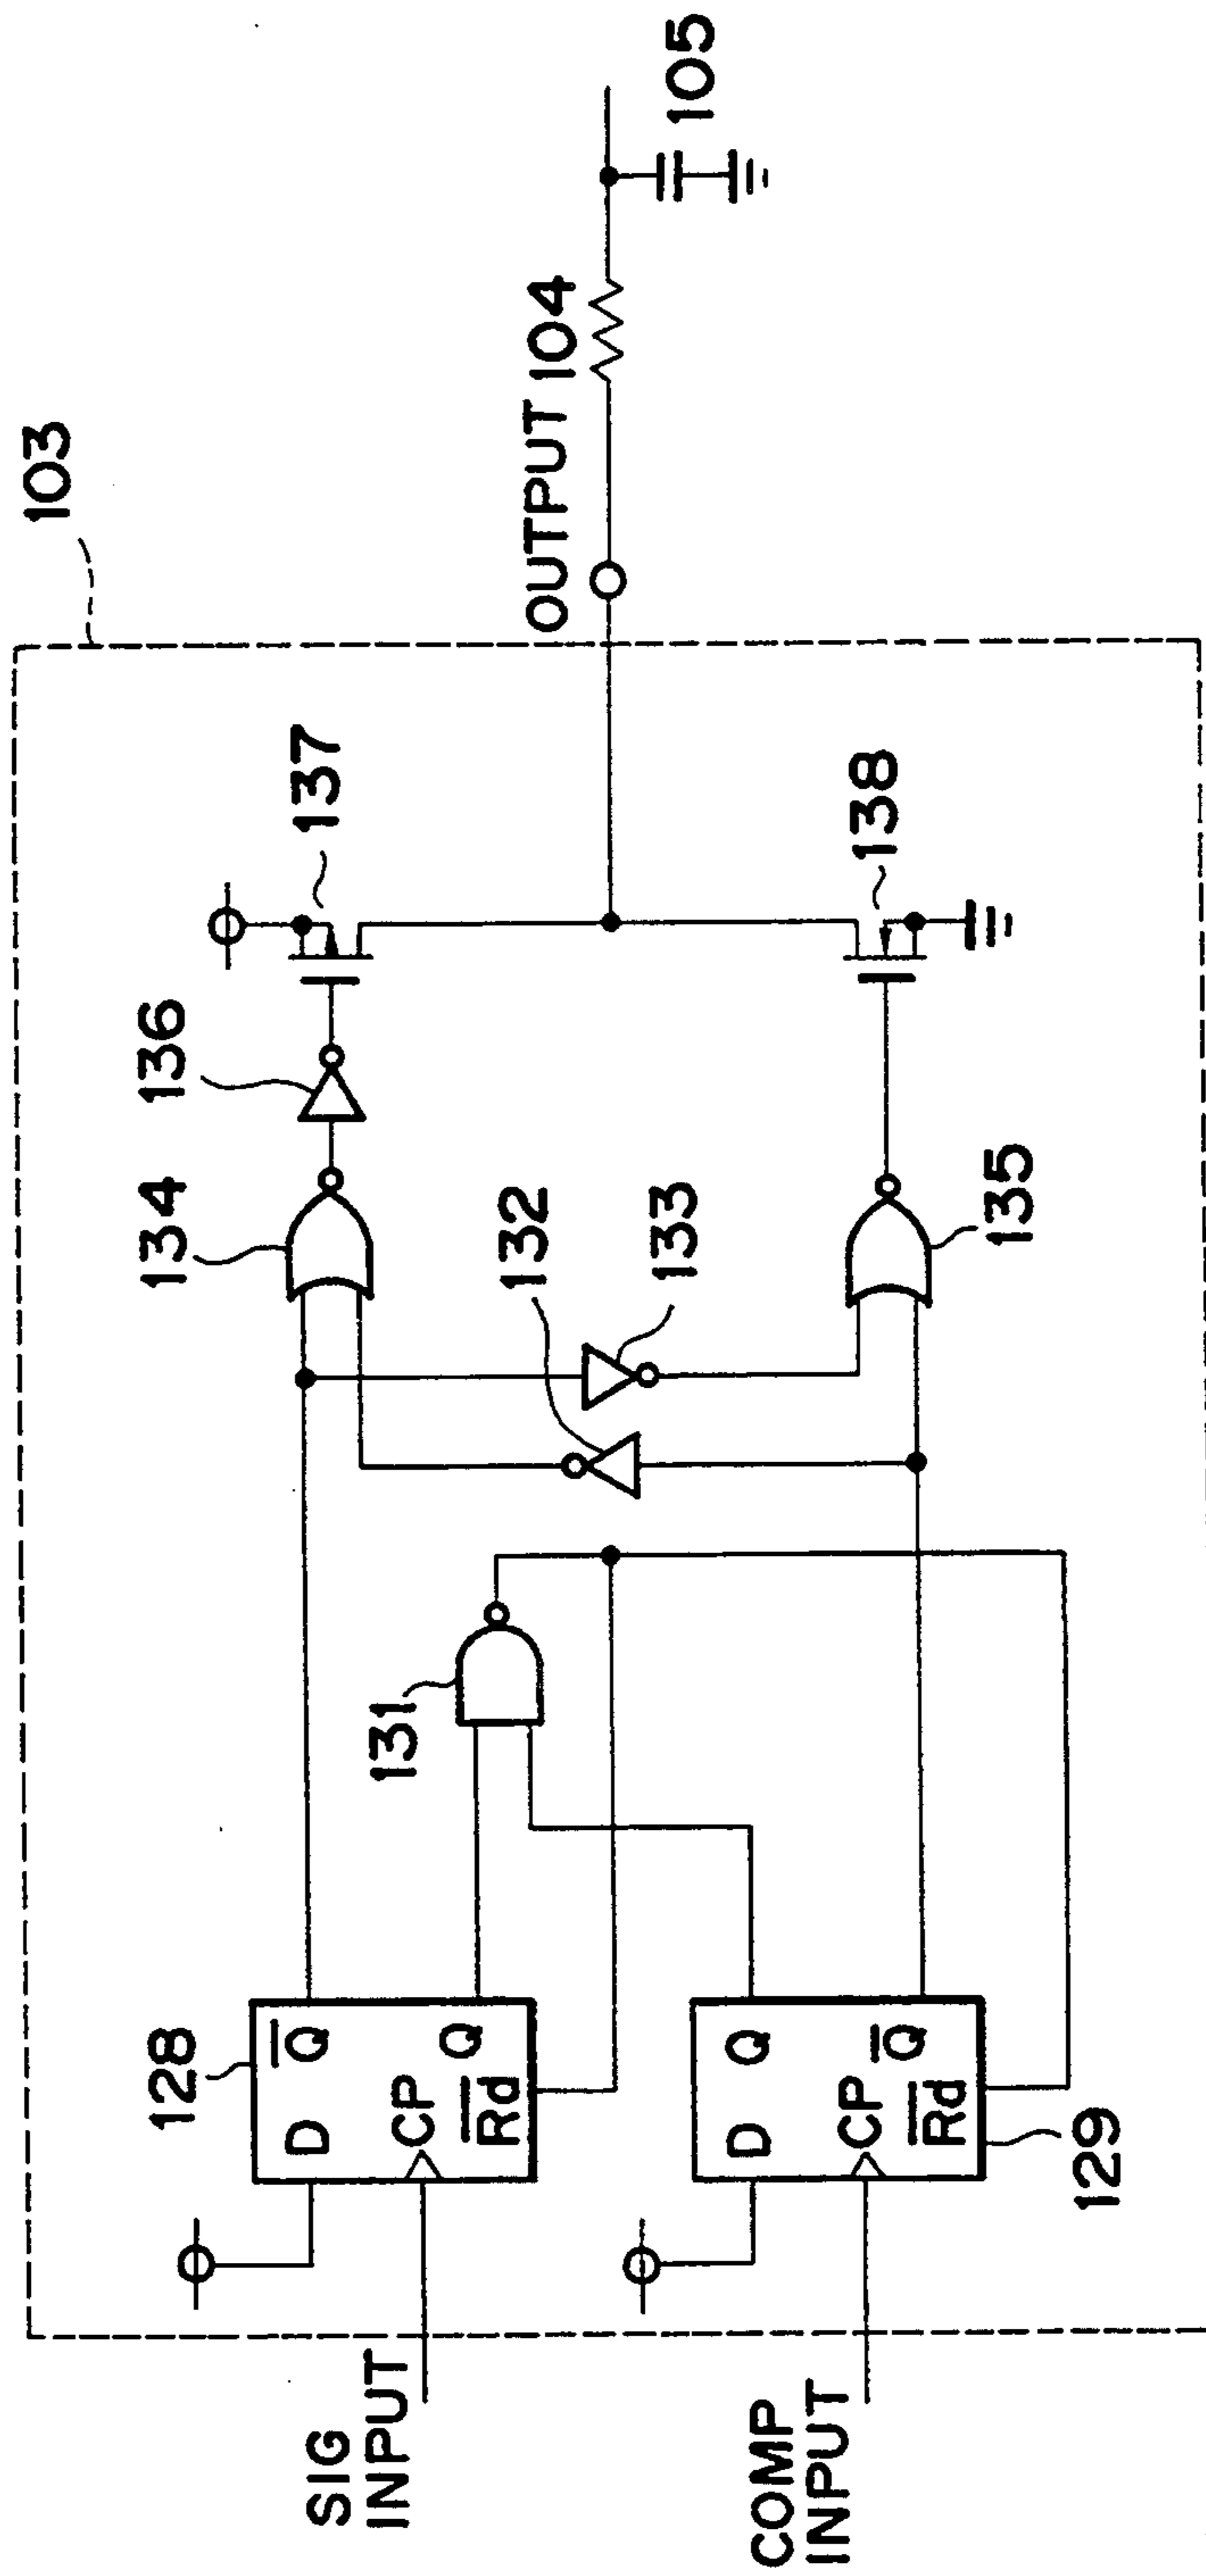 103
SIG
INPUT
COMP
INPUT
128
D
Q̅
CP
Q
R̅d̅
D
Q
CP
Q̅
R̅d̅
129
131
132
133
134
135
136
137
138
OUTPUT
104
105